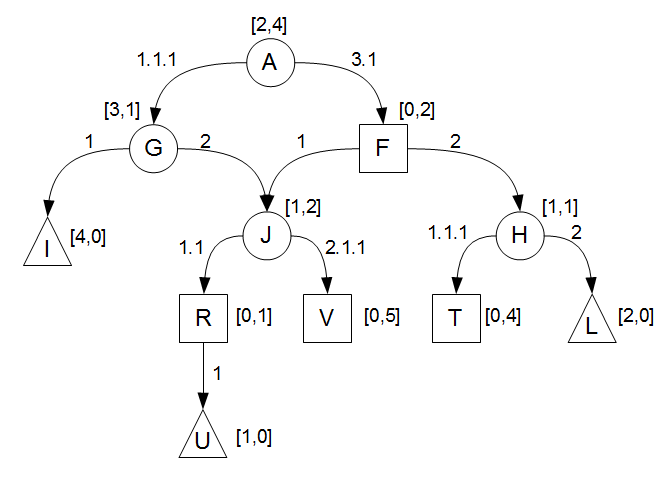 [2,4]
1.1.1 A 3.1
[3,1] [0,2]
1 G 2 1 F 2
[1,2] [1,1]
I [4,0] J H
1.1 2.1.1 1.1.1 2
R [0,1] V [0,5] T [0,4] L [2,0]
1
U [1,0]